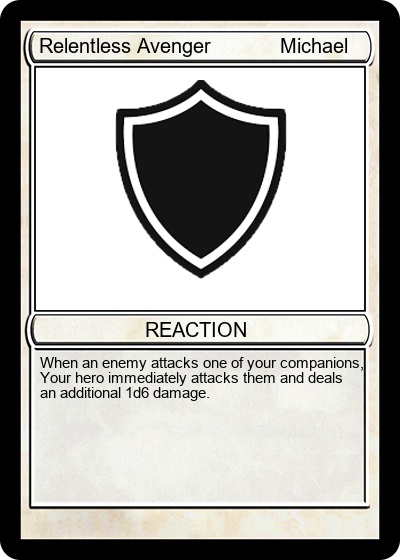 Relentless Avenger Michael
REACTION
When an enemy attacks one of your companions,
Your hero immediately attacks them and deals
an additional 1d6 damage.